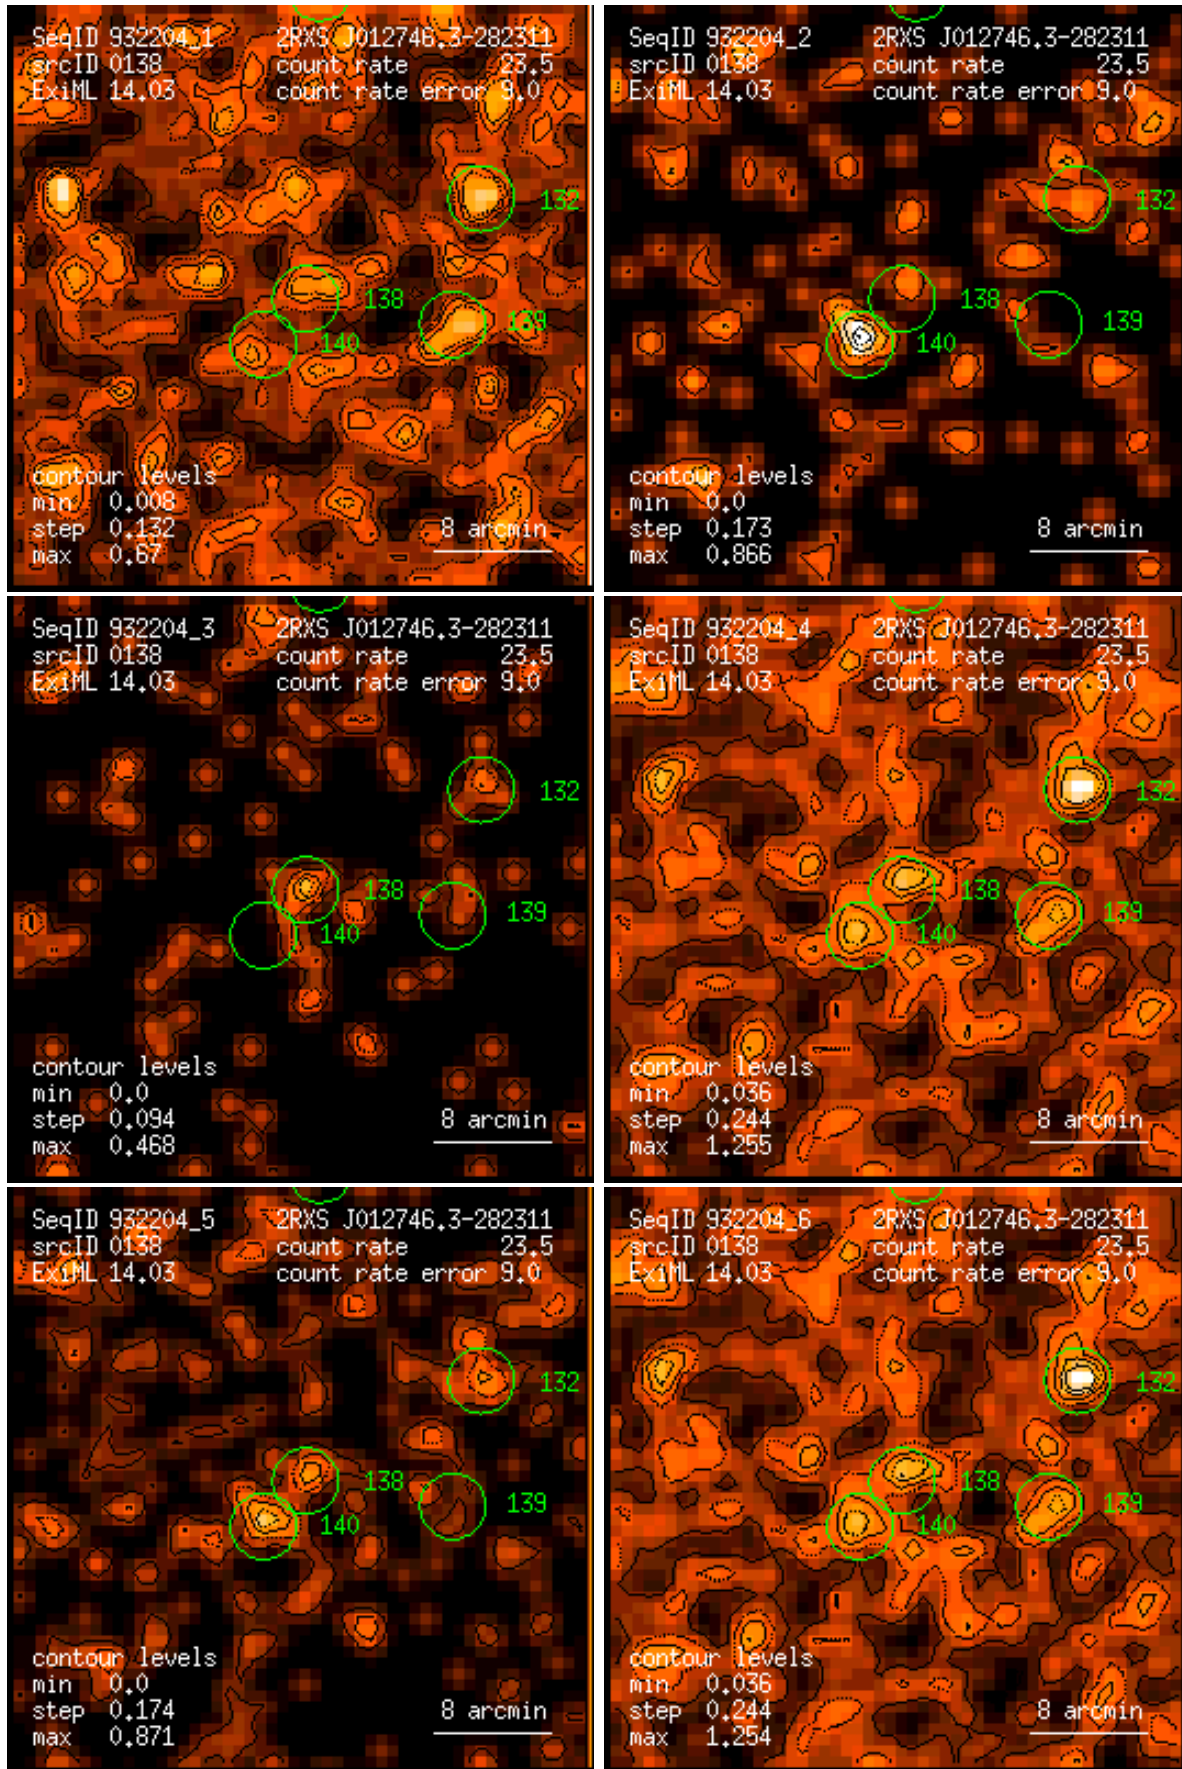 SeqID 932204_1 2RXS J012746.3-282311
srcID 0138 count rate 23.5
ExiML 14.03 count rate error 9.0
132
138
139
140
contour levels
min 0.008
step 0.132 8 arcmin
max 0.67
SeqID 932204_2 2RXS J012746.3-282311
srcID 0138 count rate 23.5
ExiML 14.03 count rate error 9.0
132
138
139
140
contour levels
min 0.0
step 0.173 8 arcmin
max 0.866
SeqID 932204_3 2RXS J012746.3-282311
srcID 0138 count rate 23.5
ExiML 14.03 count rate error 9.0
132
138
139
140
contour levels
min 0.0
step 0.094 8 arcmin
max 0.468
SeqID 932204_4 2RXS J012746.3-282311
srcID 0138 count rate 23.5
ExiML 14.03 count rate error 9.0
132
138
139
140
contour levels
min 0.036
step 0.244 8 arcmin
max 1.255
SeqID 932204_5 2RXS J012746.3-282311
srcID 0138 count rate 23.5
ExiML 14.03 count rate error 9.0
132
138
139
140
contour levels
min 0.0
step 0.174 8 arcmin
max 0.871
SeqID 932204_6 2RXS J012746.3-282311
srcID 0138 count rate 23.5
ExiML 14.03 count rate error 9.0
132
138
139
140
contour levels
min 0.036
step 0.244 8 arcmin
max 1.254